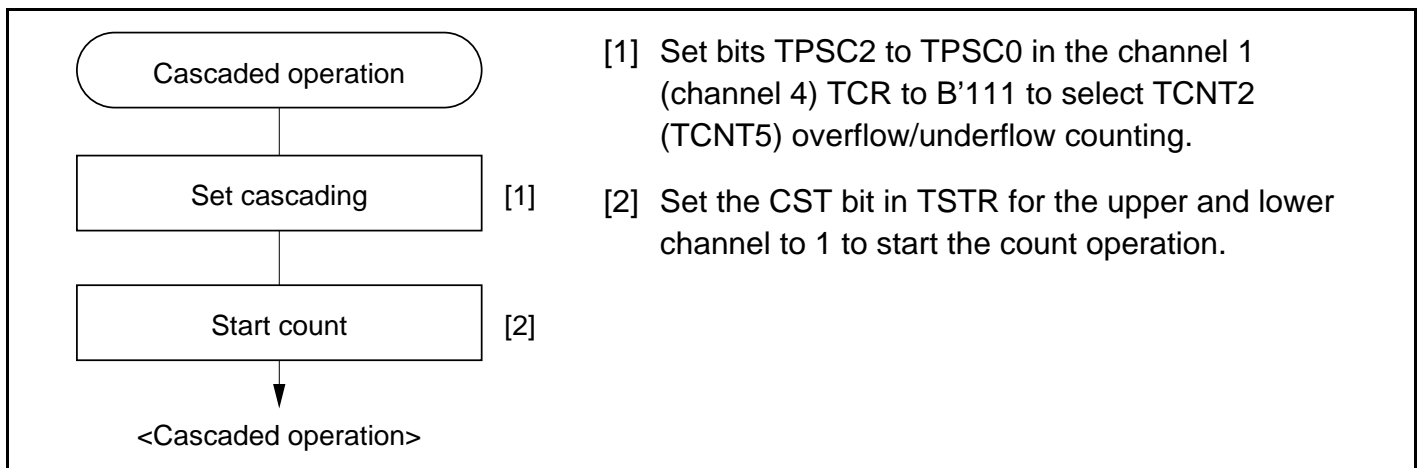 Cascaded operation
Set cascading
[1]
Start count
[2]
<Cascaded operation>
[1] Set bits TPSC2 to TPSC0 in the channel 1
(channel 4) TCR to B’111 to select TCNT2
(TCNT5) overflow/underflow counting.
[2] Set the CST bit in TSTR for the upper and lower
channel to 1 to start the count operation.